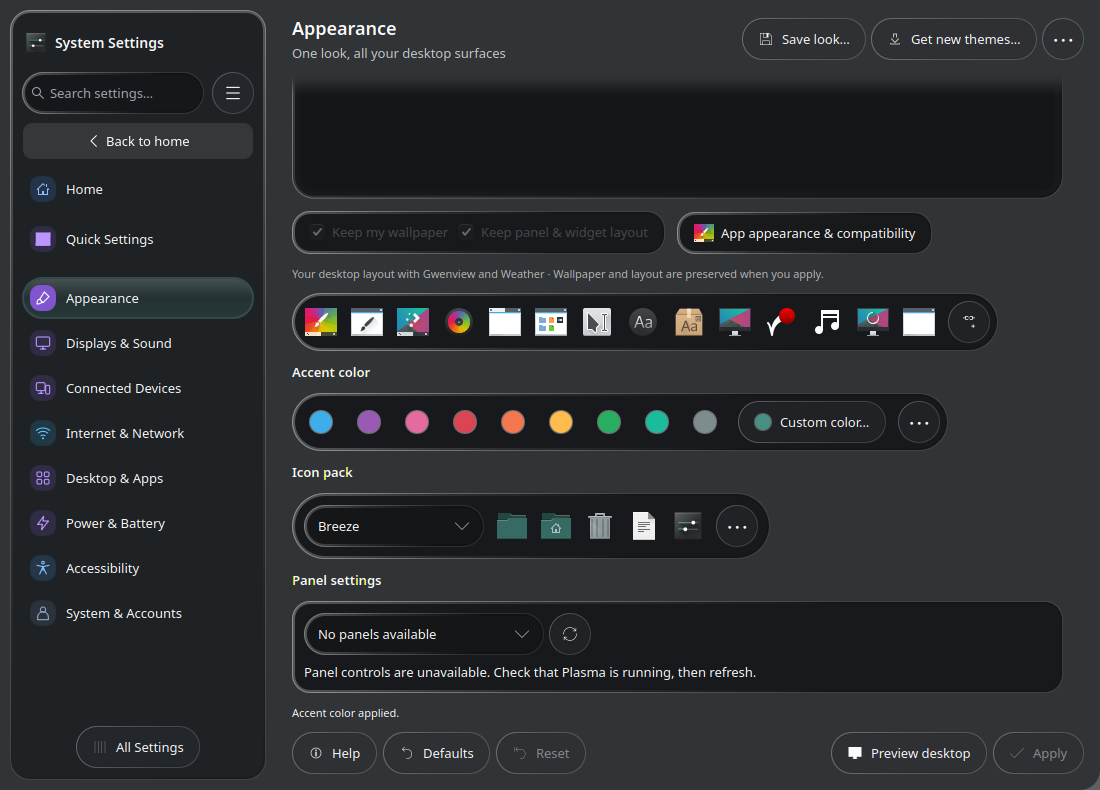 System Settings
Search settings...
Back to home
Home
Quick Settings
Appearance
Displays & Sound
Connected Devices
Internet & Network
Desktop & Apps
Power & Battery
Accessibility
System & Accounts
All Settings
Appearance
One look, all your desktop surfaces
Save look...
Get new themes...
Keep my wallpaper
Keep panel & widget layout
App appearance & compatibility
Your desktop layout with Gwenview and Weather · Wallpaper and layout are preserved when you apply.
Aa
Aa
Accent color
Custom color...
Icon pack
Breeze
Panel settings
No panels available
Panel controls are unavailable. Check that Plasma is running, then refresh.
Accent color applied.
Help
Defaults
Reset
Preview desktop
Apply